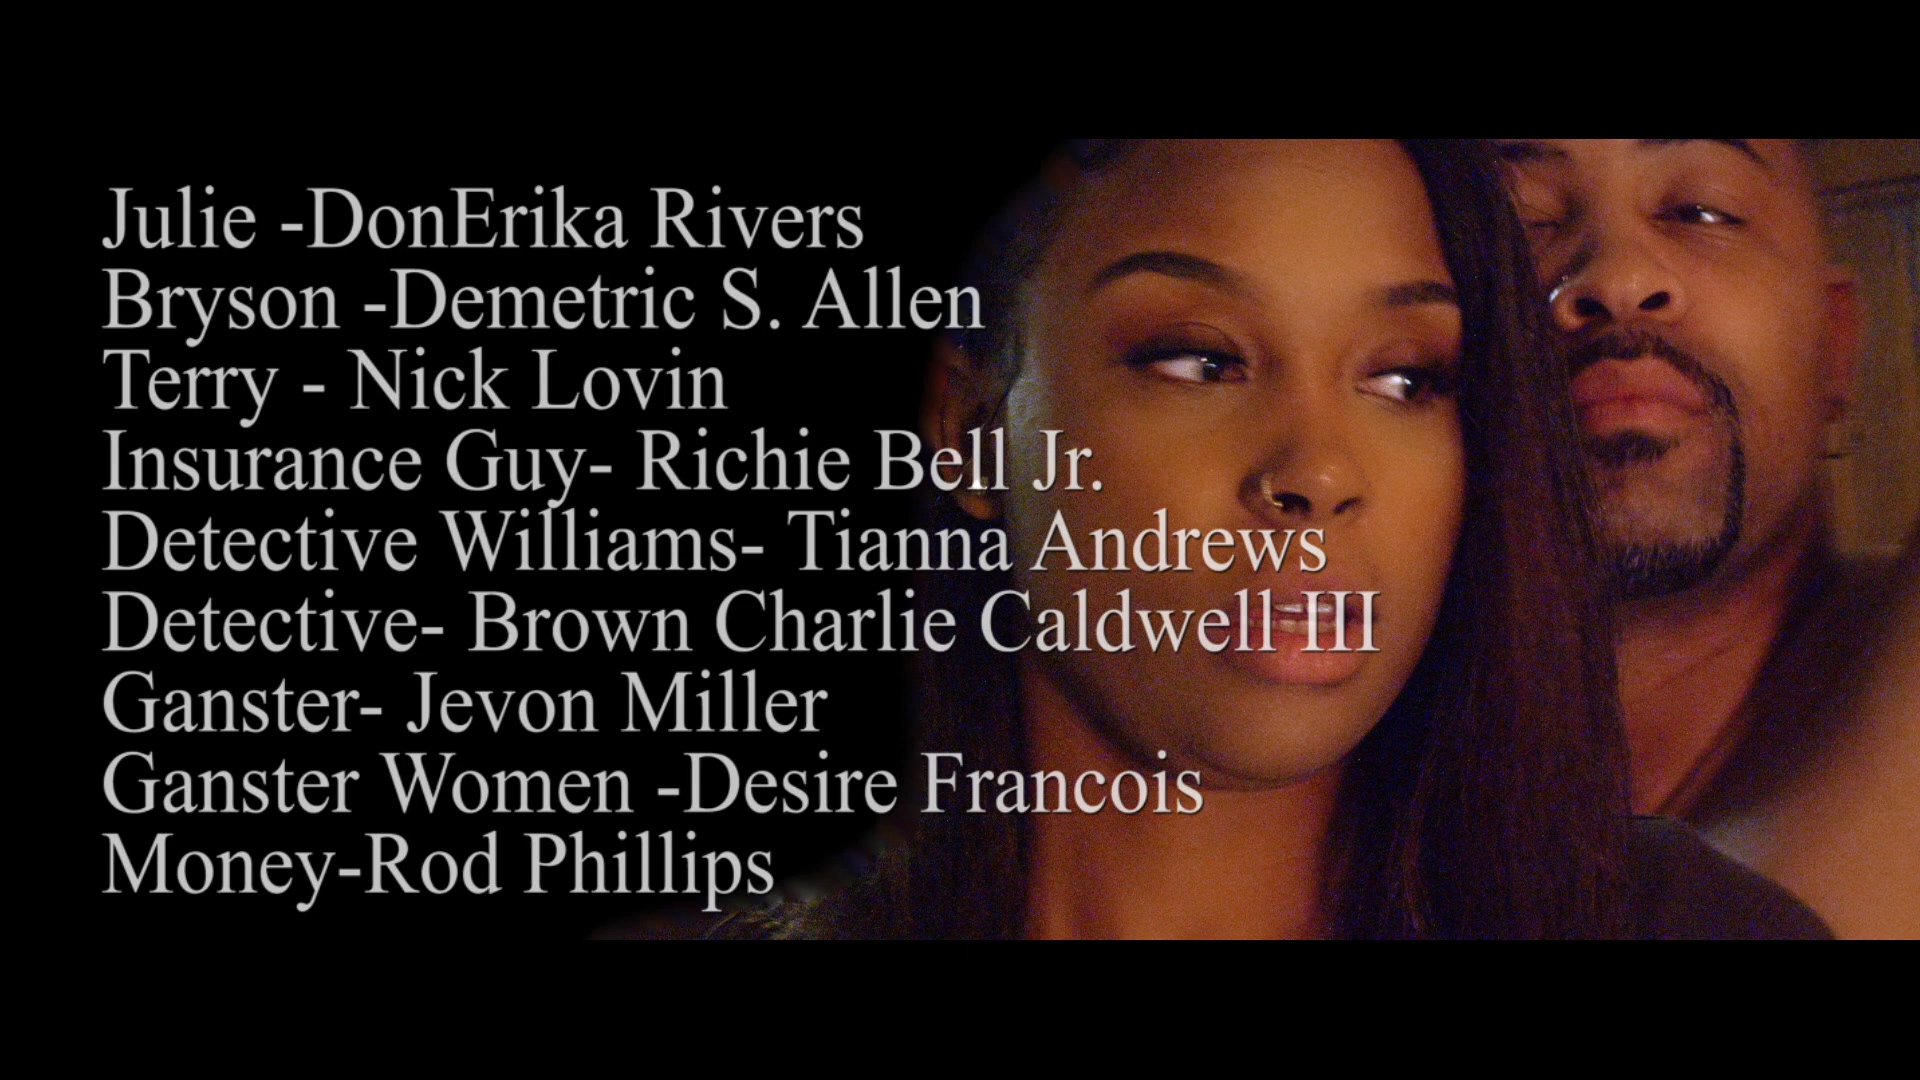 Julie -DonErika Rivers
Bryson -Demetric S. Allen
Terry - Nick Lovin
Insurance Guy- Richie Bell Jr.
Detective Williams- Tianna Andrews
Detective- Brown Charlie Caldwell III
Ganster- Jevon Miller
Ganster Women -Desire Francois
Money-Rod Phillips